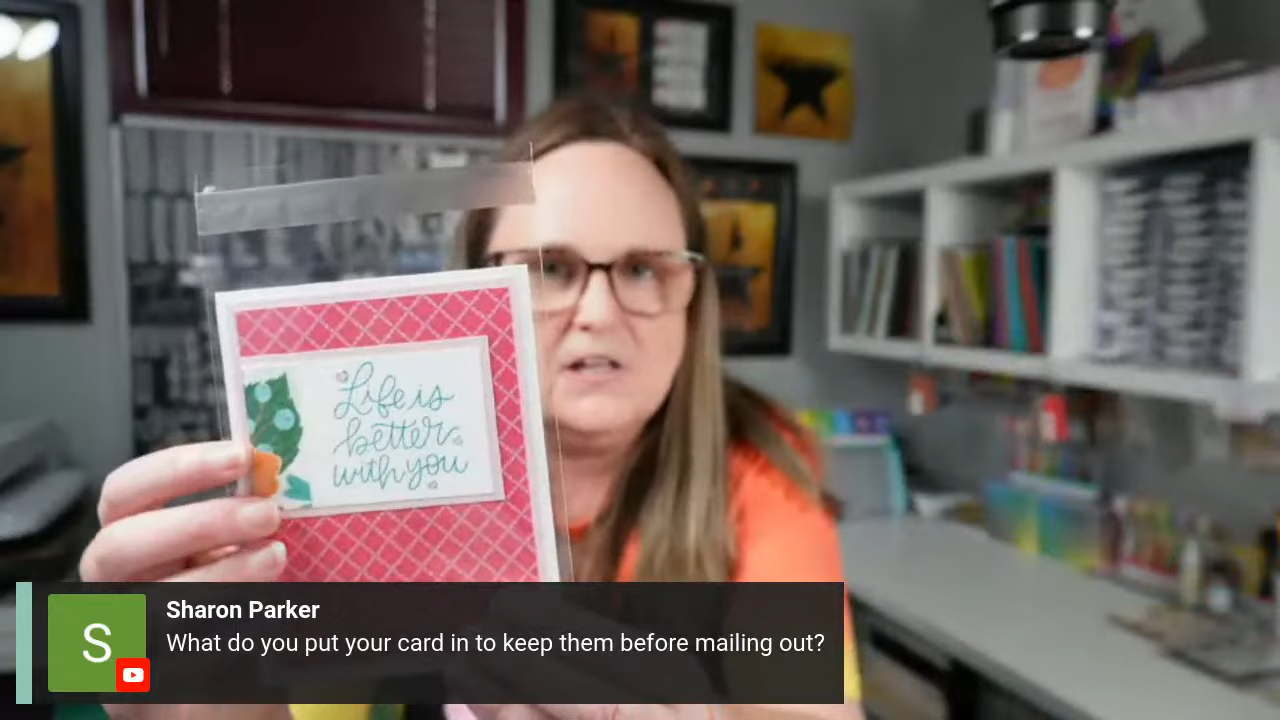 Life is
better
with you
S
Sharon Parker
What do you put your card in to keep them before mailing out?